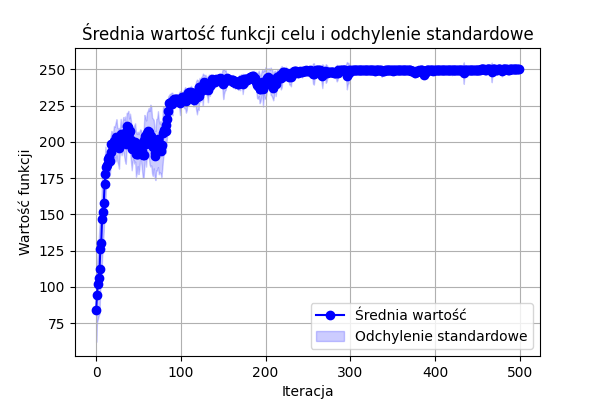 Średnia wartość funkcji celu i odchylenie standardowe
Wartość funkcji
250
225
200
175
150
125
100
75
0 100 200 300 400 500
Iteracja
Średnia wartość
Odchylenie standardowe